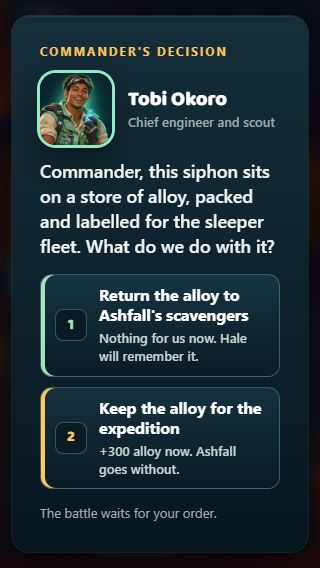 COMMANDER'S DECISION
Tobi Okoro
Chief engineer and scout
Commander, this siphon sits
on a store of alloy, packed
and labelled for the sleeper
fleet. What do we do with it?
1
Return the alloy to
Ashfall's scavengers
Nothing for us now. Hale
will remember it.
2
Keep the alloy for the
expedition
+300 alloy now. Ashfall
goes without.
The battle waits for your order.